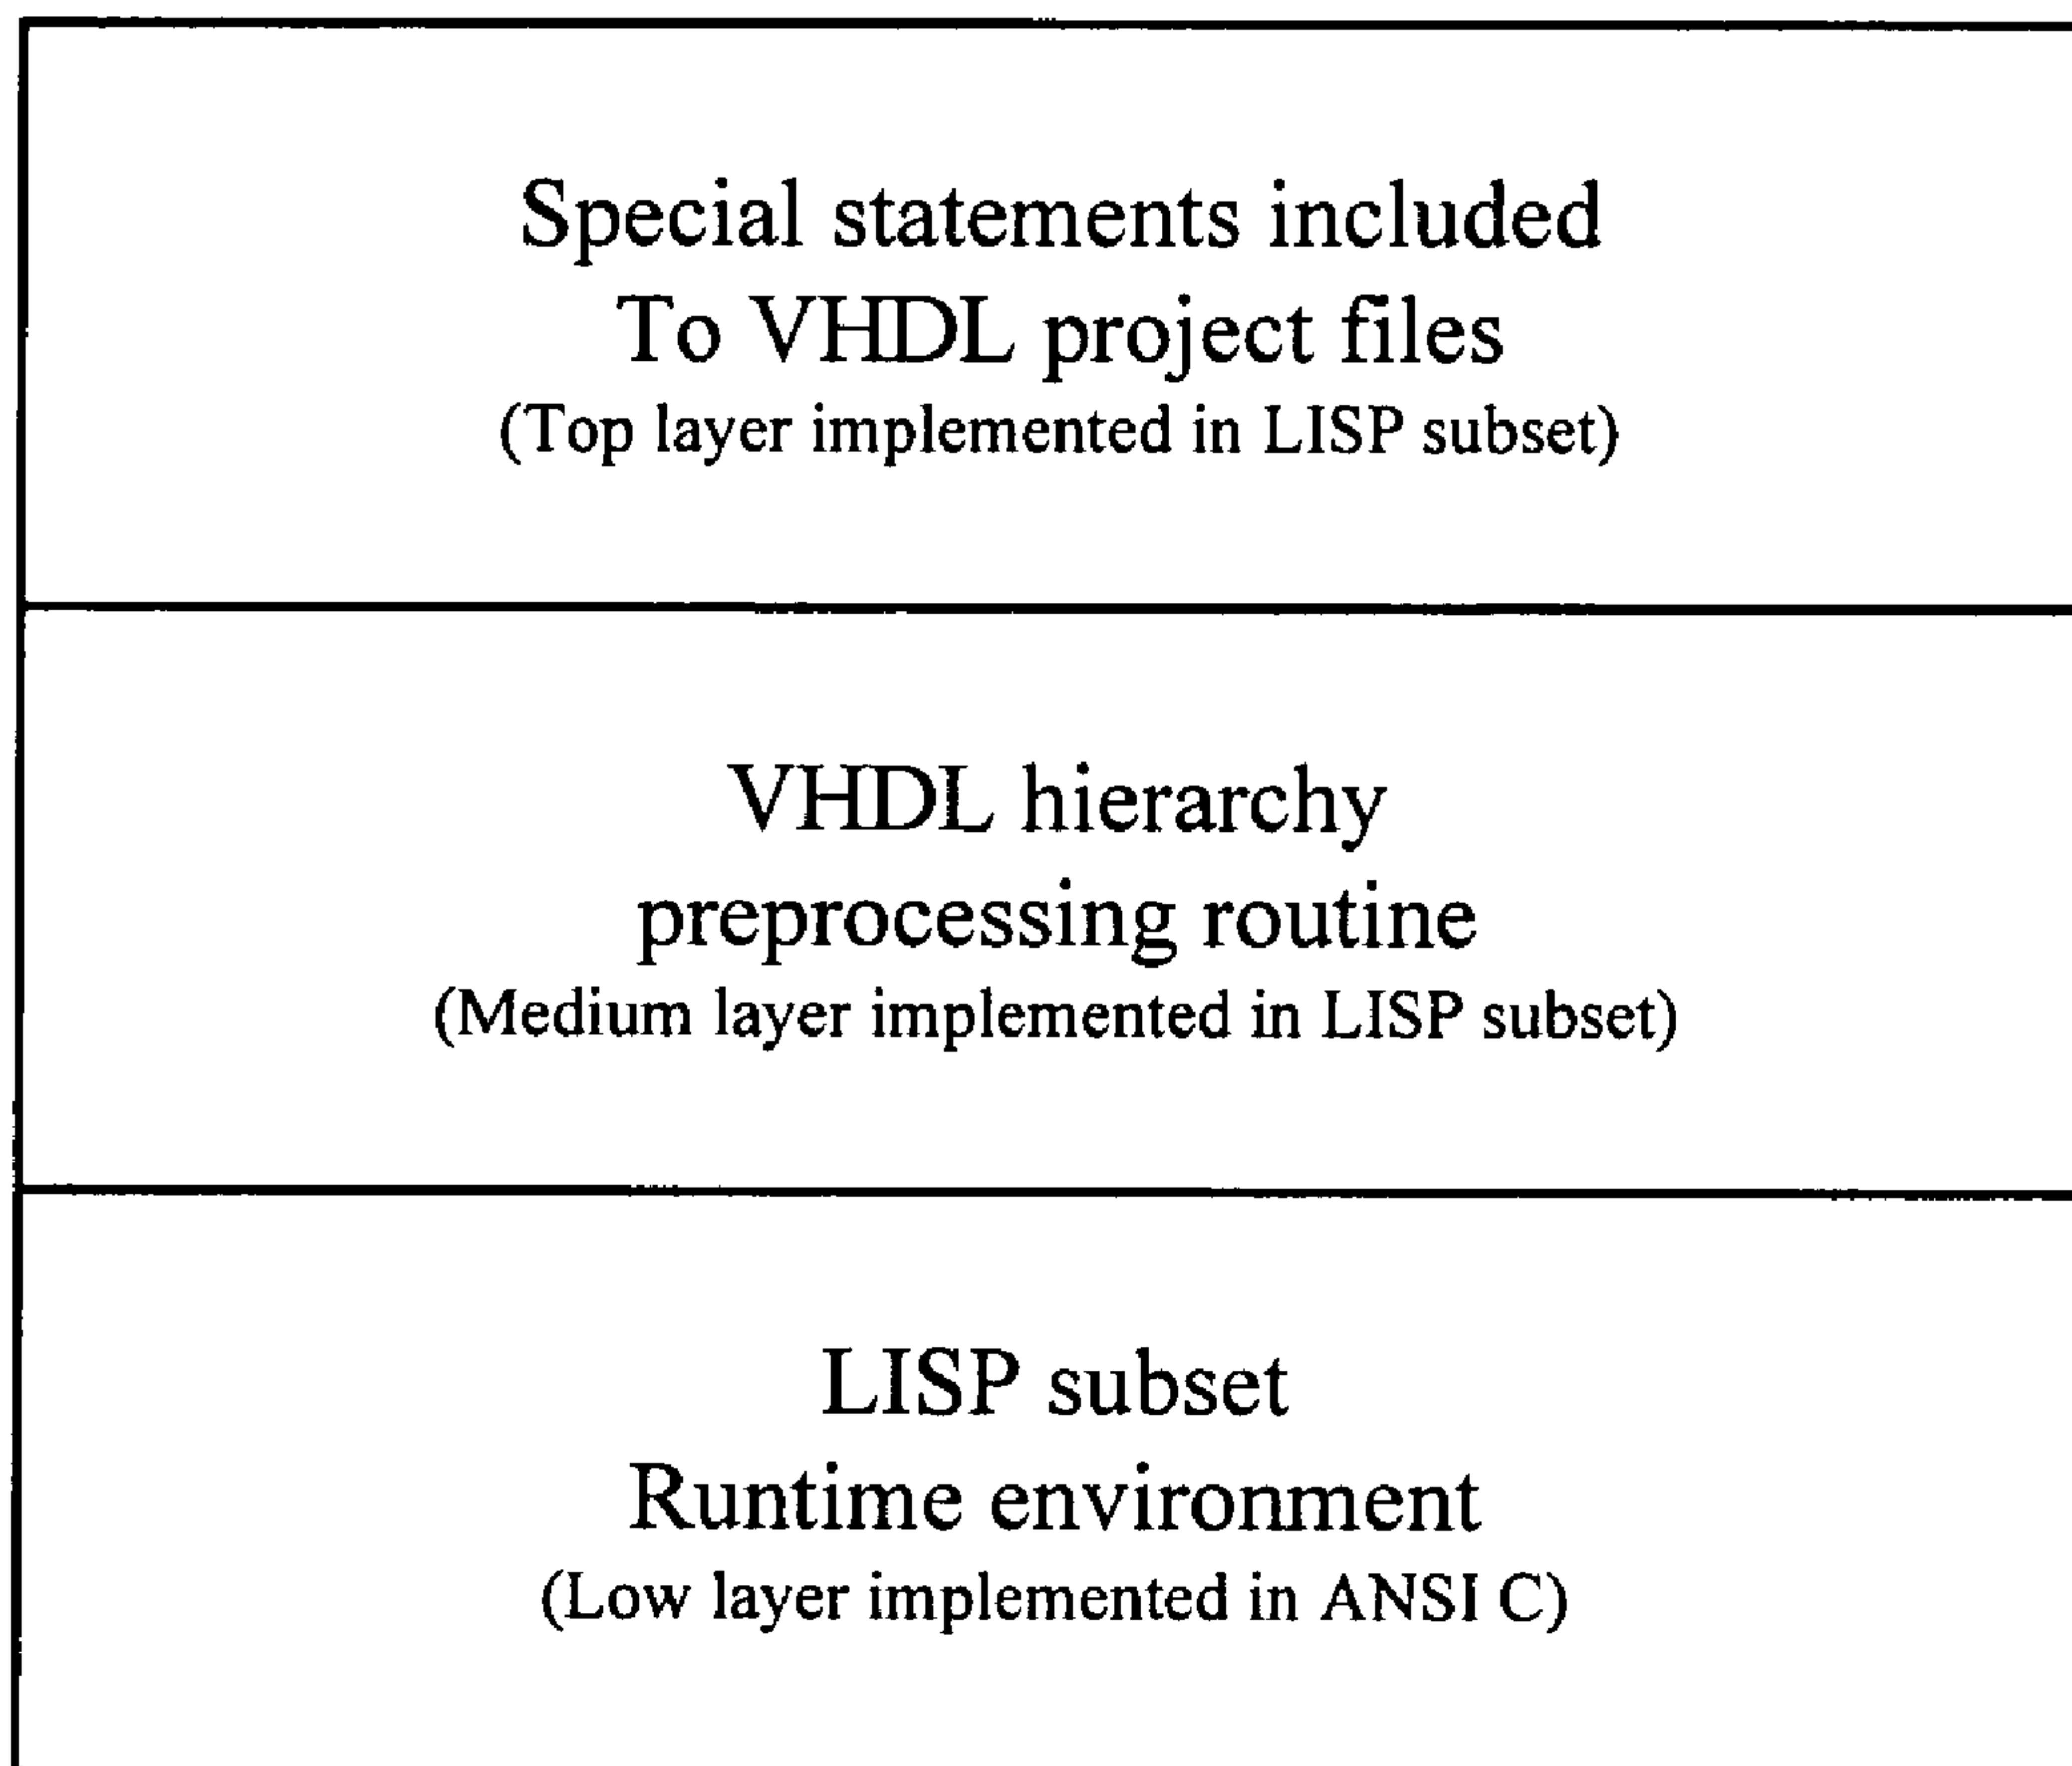 Special statements included
To VHDL project files
(Top layer implemented in LISP subset)
VHDL hierarchy
preprocessing routine
(Medium layer implemented in LISP subset)
LISP subset
Runtime environment
(Low layer implemented in ANSI C)